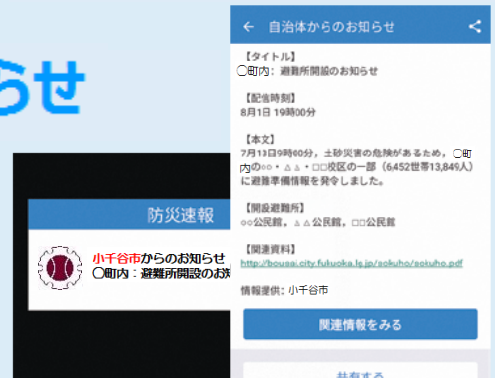 らせ
防災速報
小千谷市からのお知らせ
〇町内：避難所開設のお知
自治体からのお知らせ
【タイトル】
〇町内：避難所開設のお知らせ
【配信時刻】
8月1日 19時00分
【本文】
7月13日9時00分，土砂災害の危険があるため，〇町
内の○○・△△・□□校区の一部（6,452世帯13,849人）
に避難準備情報を発令しました。
【開設避難所】
○○公民館，△△公民館，□□公民館
【関連資料】
http://bousai.city.fukuoka.lg.jp/sokuho/sokuho.pdf
情報提供：小千谷市
関連情報をみる
共有する